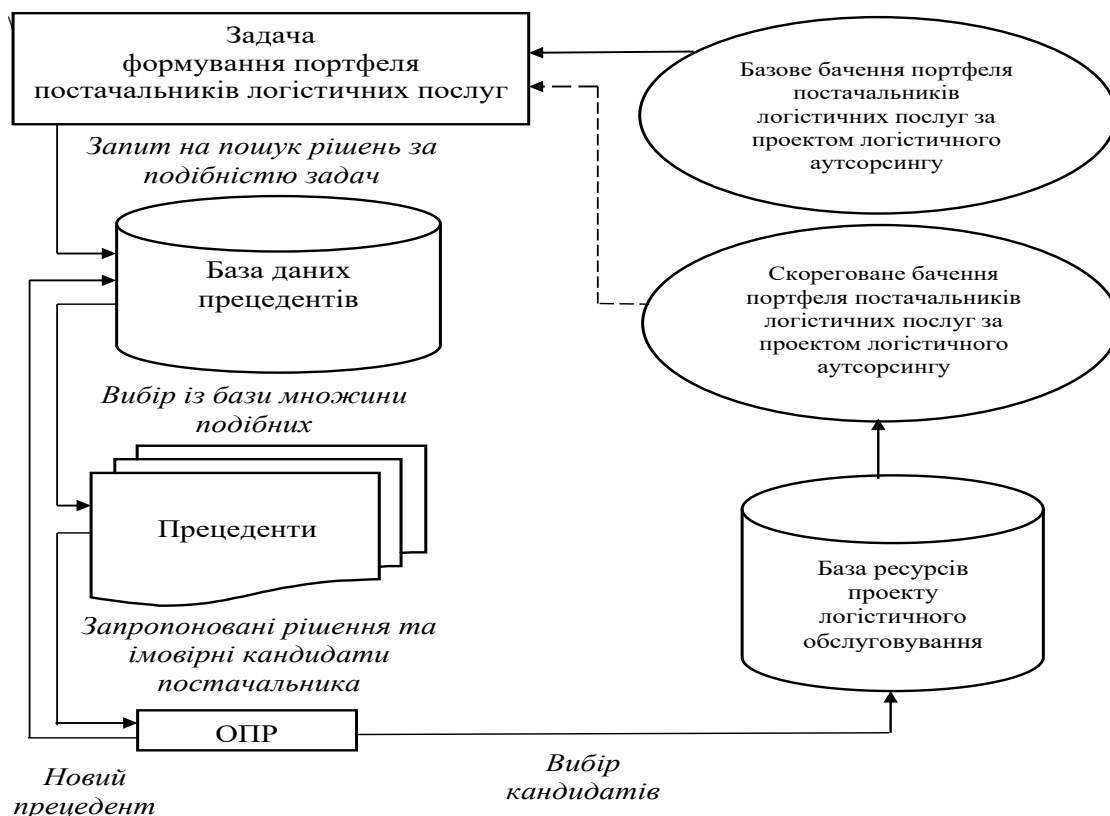 Задача
формування портфеля
постачальників логістичних послуг
Базове бачення портфеля
постачальників
логістичних послуг за
проектом логістичного
аутсорсингу
Запит на пошук рішень за
подібністю задач
База даних
прецедентів
Скореговане бачення
портфеля постачальників
логістичних послуг за
проектом логістичного
аутсорсингу
Вибір із бази множини
подібних
Прецеденти
База ресурсів
проекту
логістичного
обслуговування
Запропоновані рішення та
імовірні кандидати
постачальника
ОПР
Новий
прецедент
Вибір
кандидатів